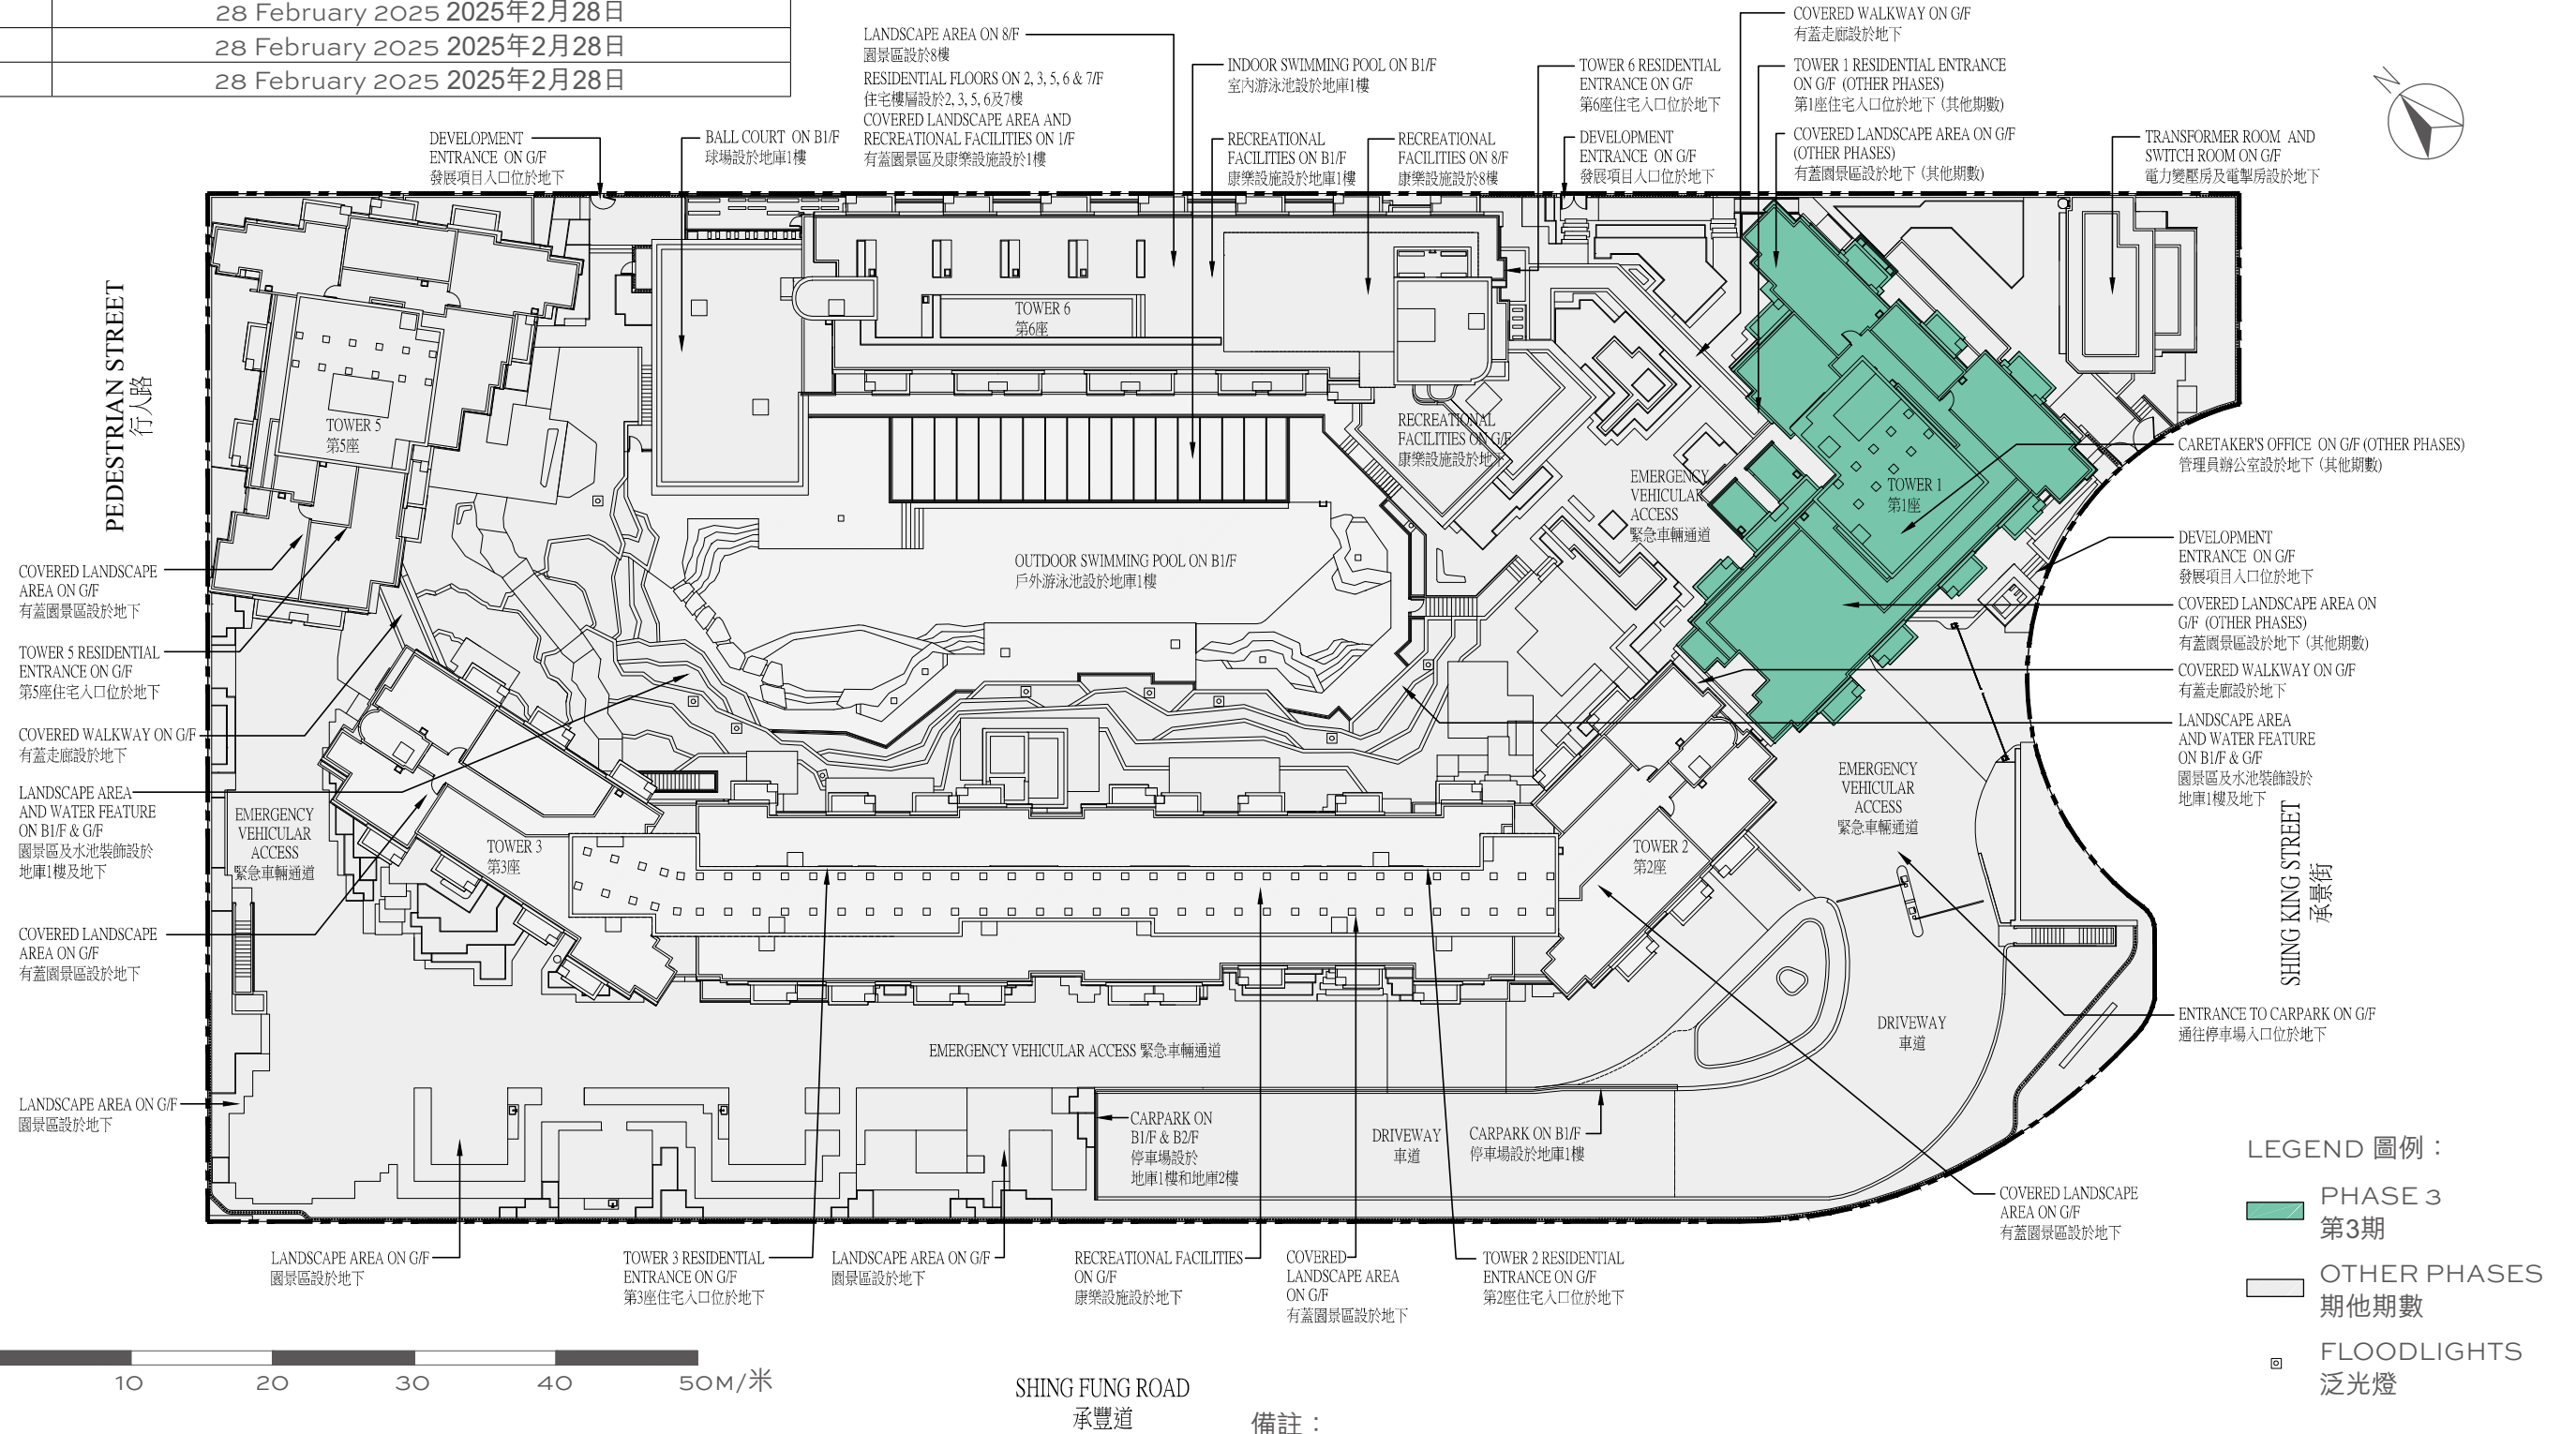 28 February 2025 2025年2月28日
28 February 2025 2025年2月28日
28 February 2025 2025年2月28日
LANDSCAPE AREA ON 8/F
園景區設於8樓
RESIDENTIAL FLOORS ON 2, 3, 5, 6 & 7/F
住宅樓層設於2, 3, 5, 6及7樓
COVERED LANDSCAPE AREA AND
RECREATIONAL FACILITIES ON 1/F
有蓋園景區及康樂設施設於1樓
INDOOR SWIMMING POOL ON B1/F
室內游泳池設於地庫1樓
TOWER 6 RESIDENTIAL
ENTRANCE ON G/F
第6座住宅入口位於地下
COVERED WALKWAY ON G/F
有蓋走廊設於地下
TOWER 1 RESIDENTIAL ENTRANCE
ON G/F (OTHER PHASES)
第1座住宅入口位於地下 (其他期數)
N
DEVELOPMENT
ENTRANCE ON G/F
發展項目入口位於地下
BALL COURT ON B1/F
球場設於地庫1樓
RECREATIONAL
FACILITIES ON B1/F
康樂設施設於地庫1樓
RECREATIONAL
FACILITIES ON 8/F
康樂設施設於8樓
DEVELOPMENT
ENTRANCE ON G/F
發展項目入口位於地下
COVERED LANDSCAPE AREA ON G/F
(OTHER PHASES)
有蓋園景區設於地下 (其他期數)
TRANSFORMER ROOM AND
SWITCH ROOM ON G/F
電力變壓房及電掣房設於地下
PEDESTRIAN STREET
行人路
TOWER 6
第6座
TOWER 5
第5座
RECREATIONAL
FACILITIES ON G/F
康樂設施設於地下
EMERGENCY
VEHICULAR
ACCESS
緊急車輛通道
TOWER 1
第1座
CARETAKER'S OFFICE ON G/F (OTHER PHASES)
管理員辦公室設於地下 (其他期數)
OUTDOOR SWIMMING POOL ON B1/F
戶外游泳池設於地庫1樓
DEVELOPMENT
ENTRANCE ON G/F
發展項目入口位於地下
COVERED LANDSCAPE
AREA ON G/F
有蓋園景區設於地下
COVERED LANDSCAPE AREA ON
G/F (OTHER PHASES)
有蓋園景區設於地下 (其他期數)
TOWER 5 RESIDENTIAL
ENTRANCE ON G/F
第5座住宅入口位於地下
COVERED WALKWAY ON G/F
有蓋走廊設於地下
COVERED WALKWAY ON G/F
有蓋走廊設於地下
LANDSCAPE AREA
AND WATER FEATURE
ON B1/F & G/F
園景區及水池裝飾設於
地庫1樓及地下
LANDSCAPE AREA
AND WATER FEATURE
ON B1/F & G/F
園景區及水池裝飾設於
地庫1樓及地下
EMERGENCY
VEHICULAR
ACCESS
緊急車輛通道
TOWER 3
第3座
TOWER 2
第2座
EMERGENCY
VEHICULAR
ACCESS
緊急車輛通道
SHING KING STREET
承景街
COVERED LANDSCAPE
AREA ON G/F
有蓋園景區設於地下
EMERGENCY VEHICULAR ACCESS 緊急車輛通道
DRIVEWAY
車道
ENTRANCE TO CARPARK ON G/F
通往停車場入口位於地下
LANDSCAPE AREA ON G/F
園景區設於地下
CARPARK ON
B1/F & B2/F
停車場設於
地庫1樓和地庫2樓
DRIVEWAY
車道
CARPARK ON B1/F
停車場設於地庫1樓
COVERED LANDSCAPE
AREA ON G/F
有蓋園景區設於地下
LANDSCAPE AREA ON G/F
園景區設於地下
TOWER 3 RESIDENTIAL
ENTRANCE ON G/F
第3座住宅入口位於地下
LANDSCAPE AREA ON G/F
園景區設於地下
RECREATIONAL FACILITIES
ON G/F
康樂設施設於地下
COVERED
LANDSCAPE AREA
ON G/F
有蓋園景區設於地下
TOWER 2 RESIDENTIAL
ENTRANCE ON G/F
第2座住宅入口位於地下
LEGEND 圖例：
PHASE 3
第3期
OTHER PHASES
期他期數
FLOODLIGHTS
泛光燈
10 20 30 40 50M/米
SHING FUNG ROAD
承豐道
備註：